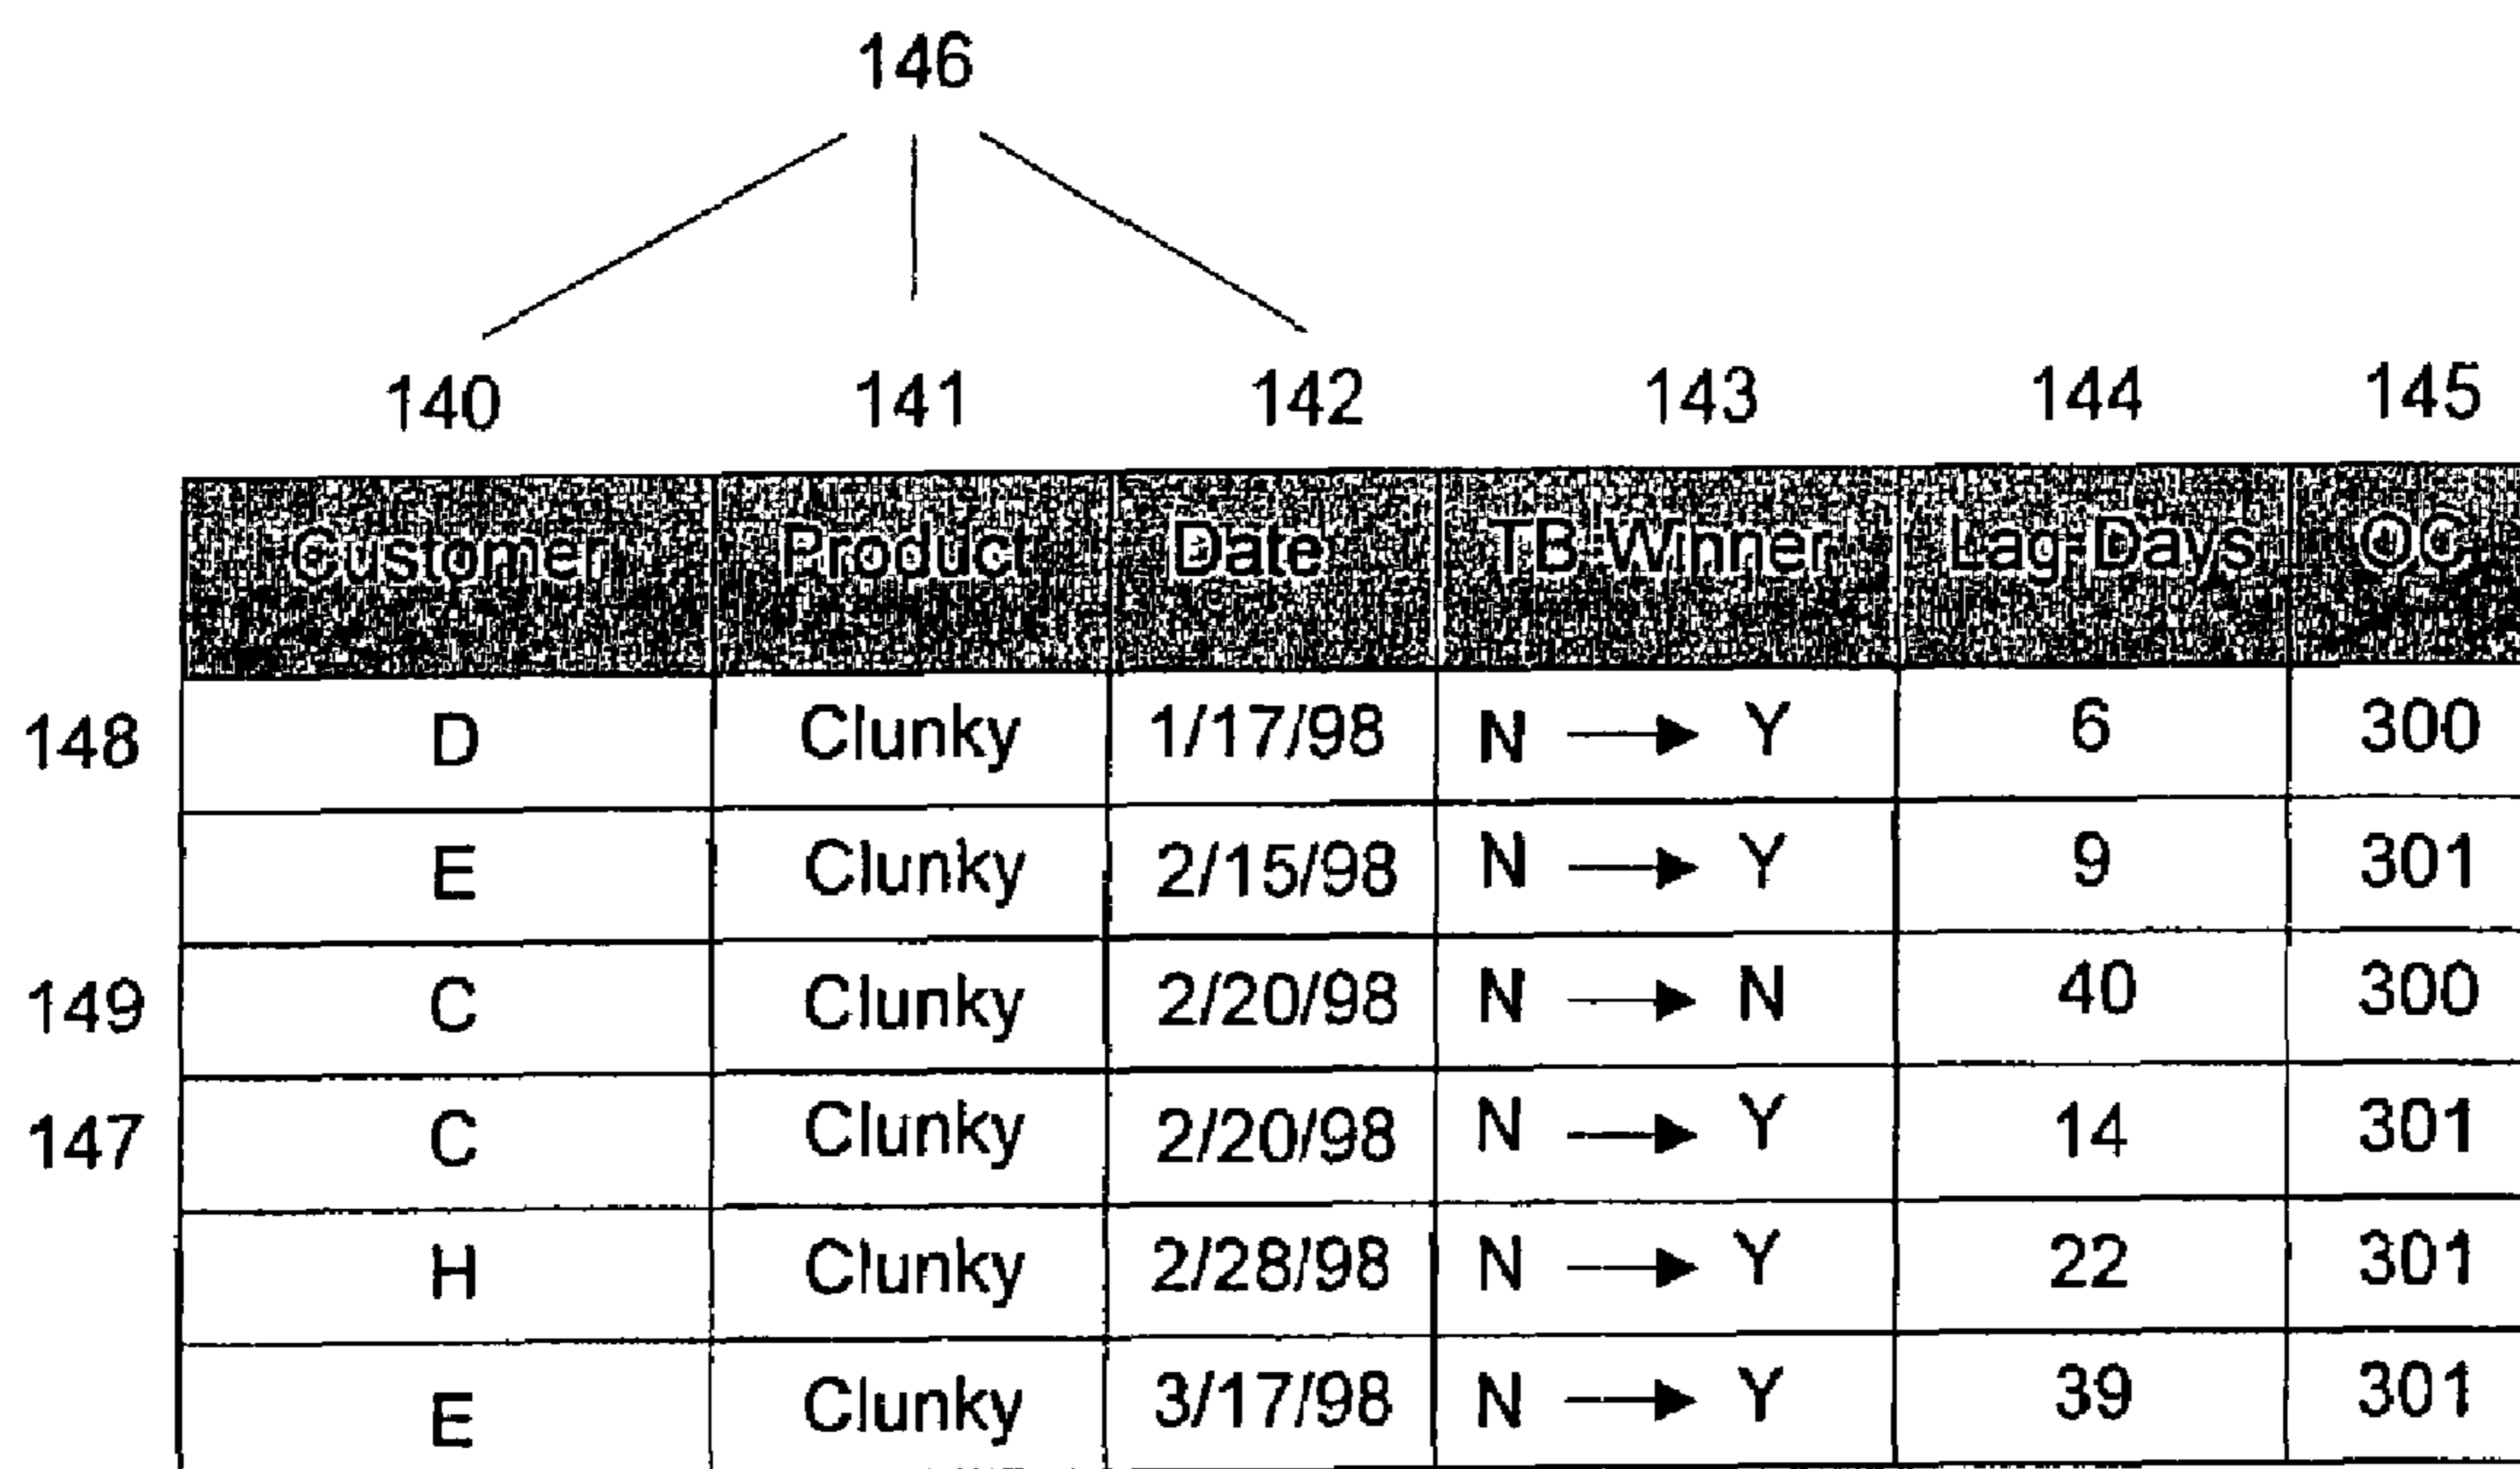 146
140 141 142 143 144 145
Customer Product Date TB Winner Lag Days OC
148 D Clunky 1/17/98 N → Y 6 300
E Clunky 2/15/98 N → Y 9 301
149 C Clunky 2/20/98 N → N 40 300
147 C Clunky 2/20/98 N → Y 14 301
H Clunky 2/28/98 N → Y 22 301
E Clunky 3/17/98 N → Y 39 301